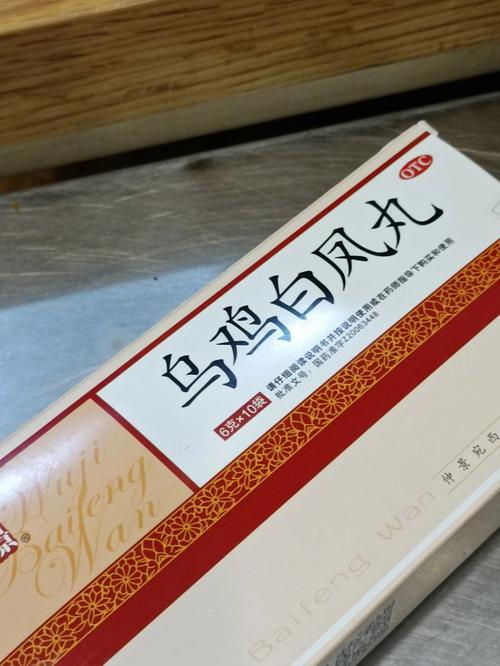 OTC
乌鸡白凤丸
请仔细阅读说明书并按说明使用或在药师指导下购买和使用
批准文号：国药准字Z20063448
6克×10袋
Wuji
Baifeng
Wan
景®
Baifeng Wan
仲景宛西